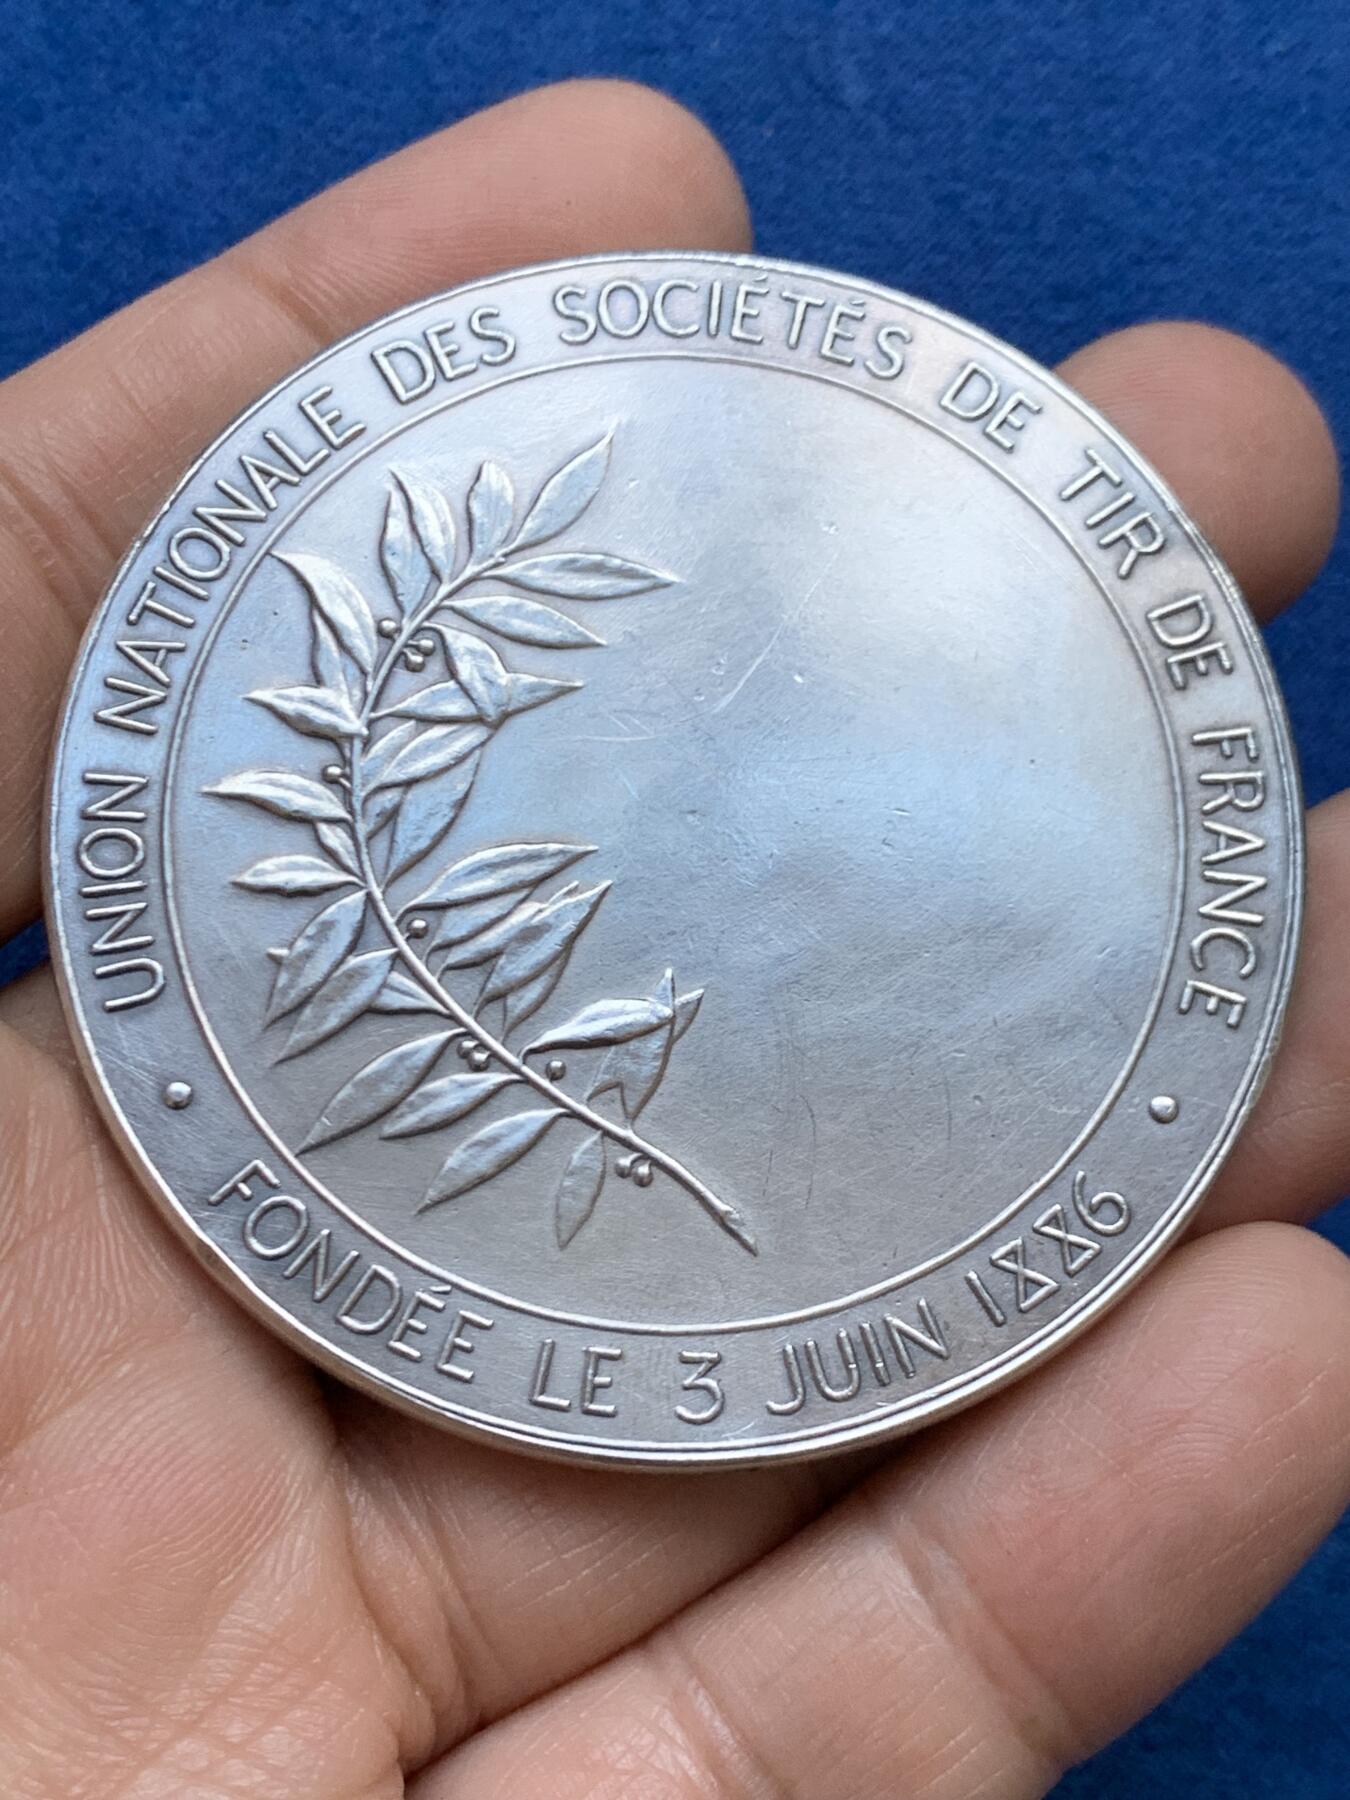 UNION NATIONALE DES SOCIÉTÉS DE TIR DE FRANCE
• FONDÉE LE 3 JUIN 1886 •